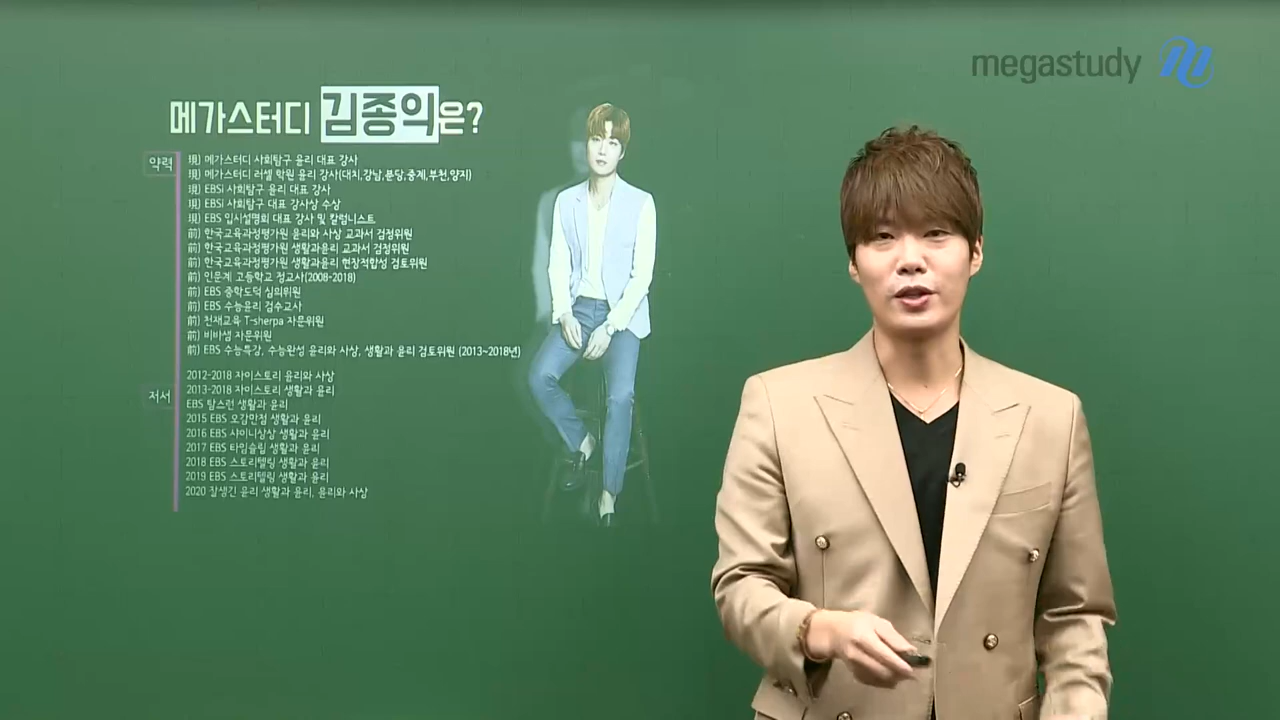 megastudy
메가스터디 김종익은?
약력
現) 메가스터디 사회탐구 윤리 대표 강사
現) 메가스터디 러셀 학원 윤리 강사(대치,강남,분당,중계,부천,양지)
現) EBSi 사회탐구 윤리 대표 강사
現) EBSi 사회탐구 대표 강사상 수상
現) EBS 입시설명회 대표 강사 및 칼럼니스트
前) 한국교육과정평가원 윤리와 사상 교과서 검정위원
前) 한국교육과정평가원 생활과윤리 교과서 검정위원
前) 한국교육과정평가원 생활과윤리 현장적합성 검토위원
前) 인문계 고등학교 정교사(2008-2018)
前) EBS 중학도덕 심의위원
前) EBS 수능윤리 검수교사
前) 천재교육 T-sherpa 자문위원
前) 비바샘 자문위원
前) EBS 수능특강, 수능완성 윤리와 사상, 생활과 윤리 검토위원 (2013~2018년)
저서
2012-2018 자이스토리 윤리와 사상
2013-2018 자이스토리 생활과 윤리
EBS 탐스런 생활과 윤리
2015 EBS 오감만점 생활과 윤리
2016 EBS 샤이니상상 생활과 윤리
2017 EBS 타임슬립 생활과 윤리
2018 EBS 스토리텔링 생활과 윤리
2019 EBS 스토리텔링 생활과 윤리
2020 잘생긴 윤리 생활과 윤리, 윤리와 사상